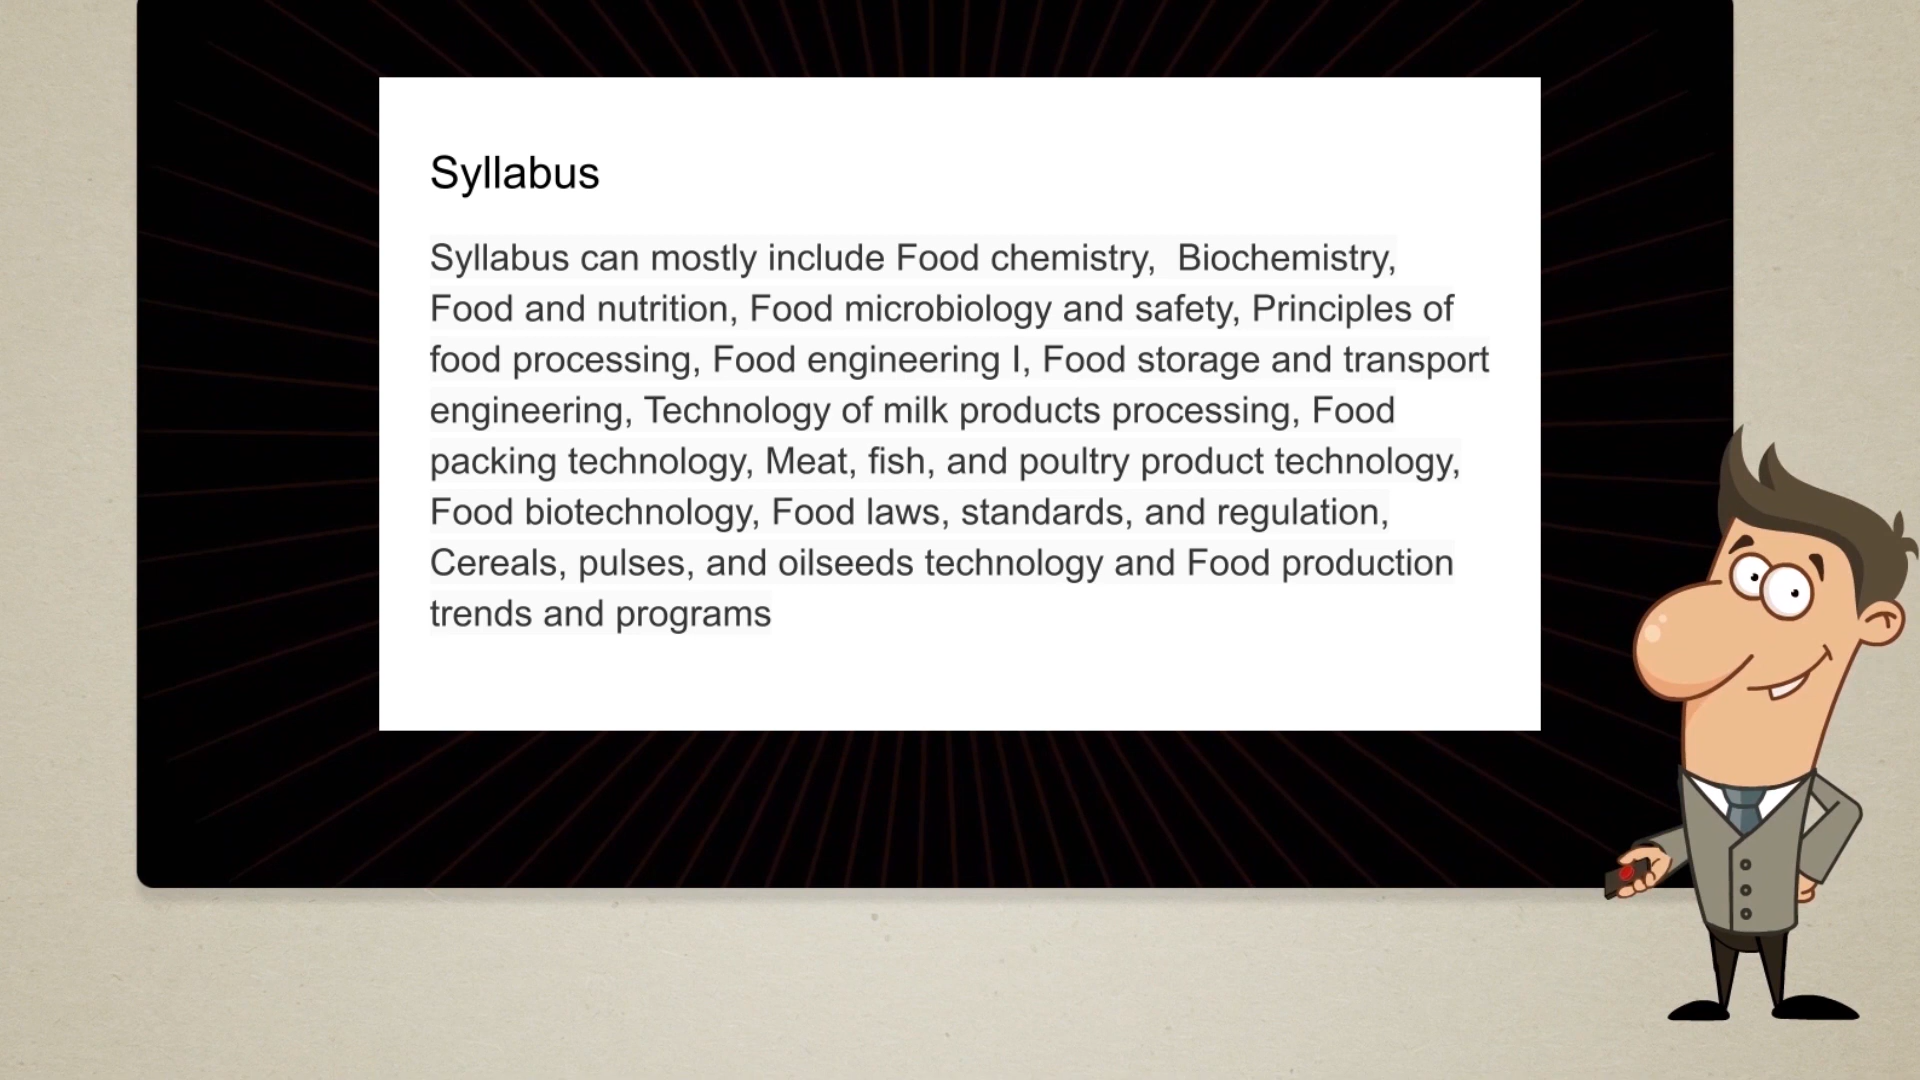 Syllabus
Syllabus can mostly include Food chemistry,  Biochemistry,
Food and nutrition, Food microbiology and safety, Principles of
food processing, Food engineering I, Food storage and transport
engineering, Technology of milk products processing, Food
packing technology, Meat, fish, and poultry product technology,
Food biotechnology, Food laws, standards, and regulation,
Cereals, pulses, and oilseeds technology and Food production
trends and programs